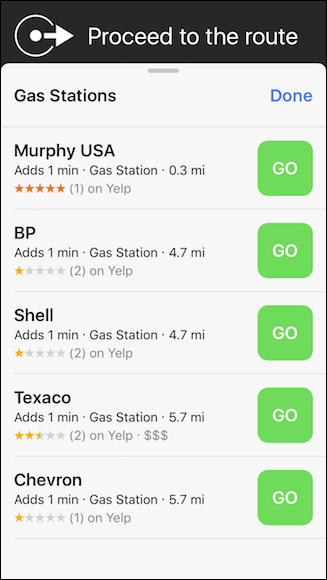 Proceed to the route
Gas Stations
Done
Murphy USA
Adds 1 min · Gas Station · 0.3 mi
★★★★★ (1) on Yelp
GO
BP
Adds 1 min · Gas Station · 4.7 mi
★★★★★ (2) on Yelp
GO
Shell
Adds 1 min · Gas Station · 4.7 mi
★★★★★ (2) on Yelp
GO
Texaco
Adds 1 min · Gas Station · 5.7 mi
★★★★★ (2) on Yelp · $$$
GO
Chevron
Adds 1 min · Gas Station · 5.7 mi
★★★★★ (1) on Yelp
GO